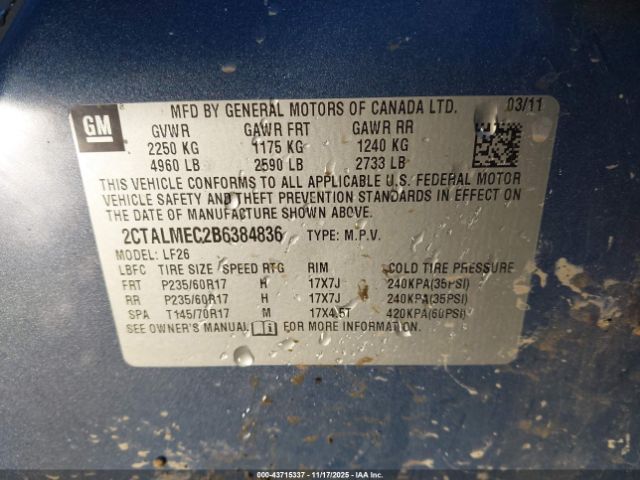 GM
MFD BY GENERAL MOTORS OF CANADA LTD. 03/11
GVWR GAWR FRT GAWR RR
2250 KG 1175 KG 1240 KG
4960 LB 2590 LB 2733 LB
THIS VEHICLE CONFORMS TO ALL APPLICABLE U.S. FEDERAL MOTOR
VEHICLE SAFETY AND THEFT PREVENTION STANDARDS IN EFFECT ON
THE DATE OF MANUFACTURE SHOWN ABOVE.
2CTALMEC2B6384836 TYPE: M.P.V.
MODEL: LF26
LBFC TIRE SIZE SPEED RTG RIM COLD TIRE PRESSURE
FRT P235/60R17 H 17X7J 240KPA(35PSI)
RR P235/60R17 H 17X7J 240KPA(35PSI)
SPA T145/70R17 M 17X4.5T 420KPA(60PSI)
SEE OWNER'S MANUAL FOR MORE INFORMATION.
00-43715337 - 11/17/2025 - IAAI.COM